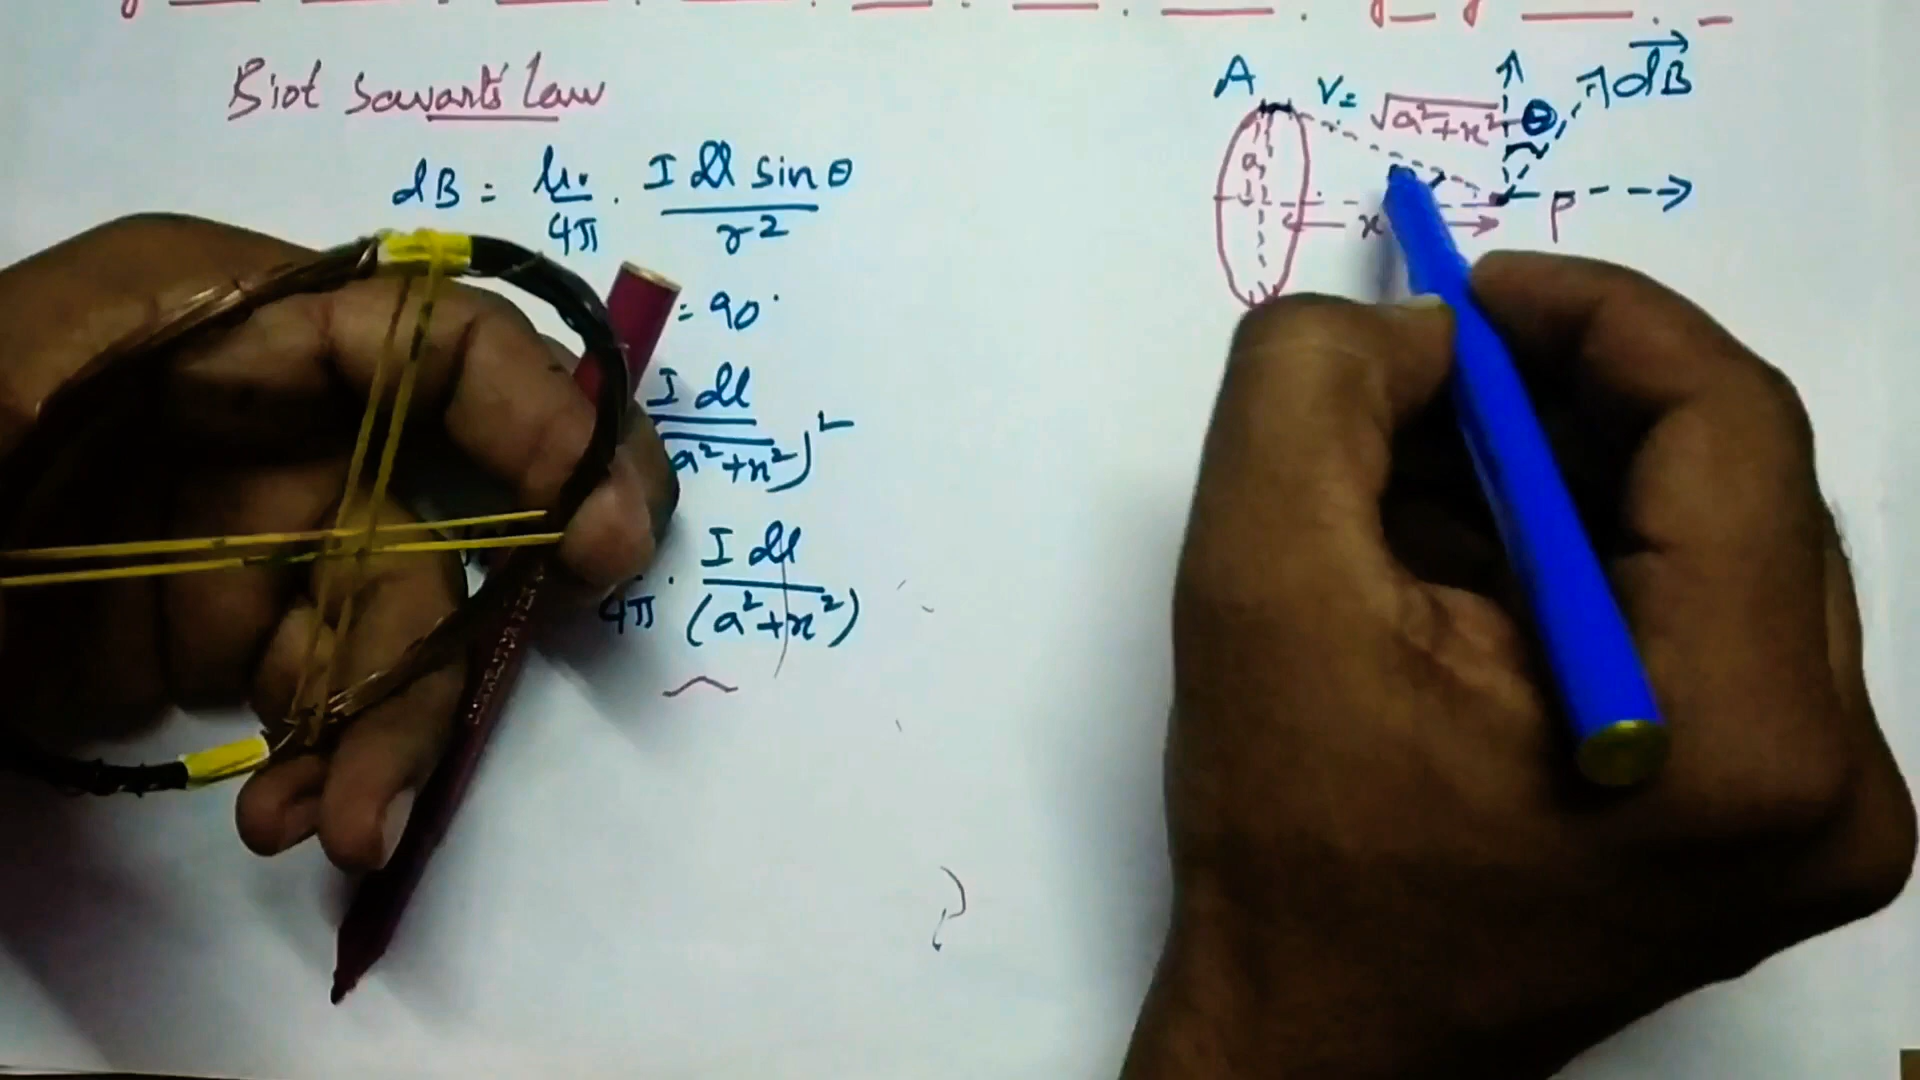 Biot Savart's Law
dB = μ₀/4π · I dl sin θ / r²
= 90°
I dl / (√a²+x²)²
4π · I dl / (a²+x²)
A
r = √a²+x²
θ
dB
a
x
P